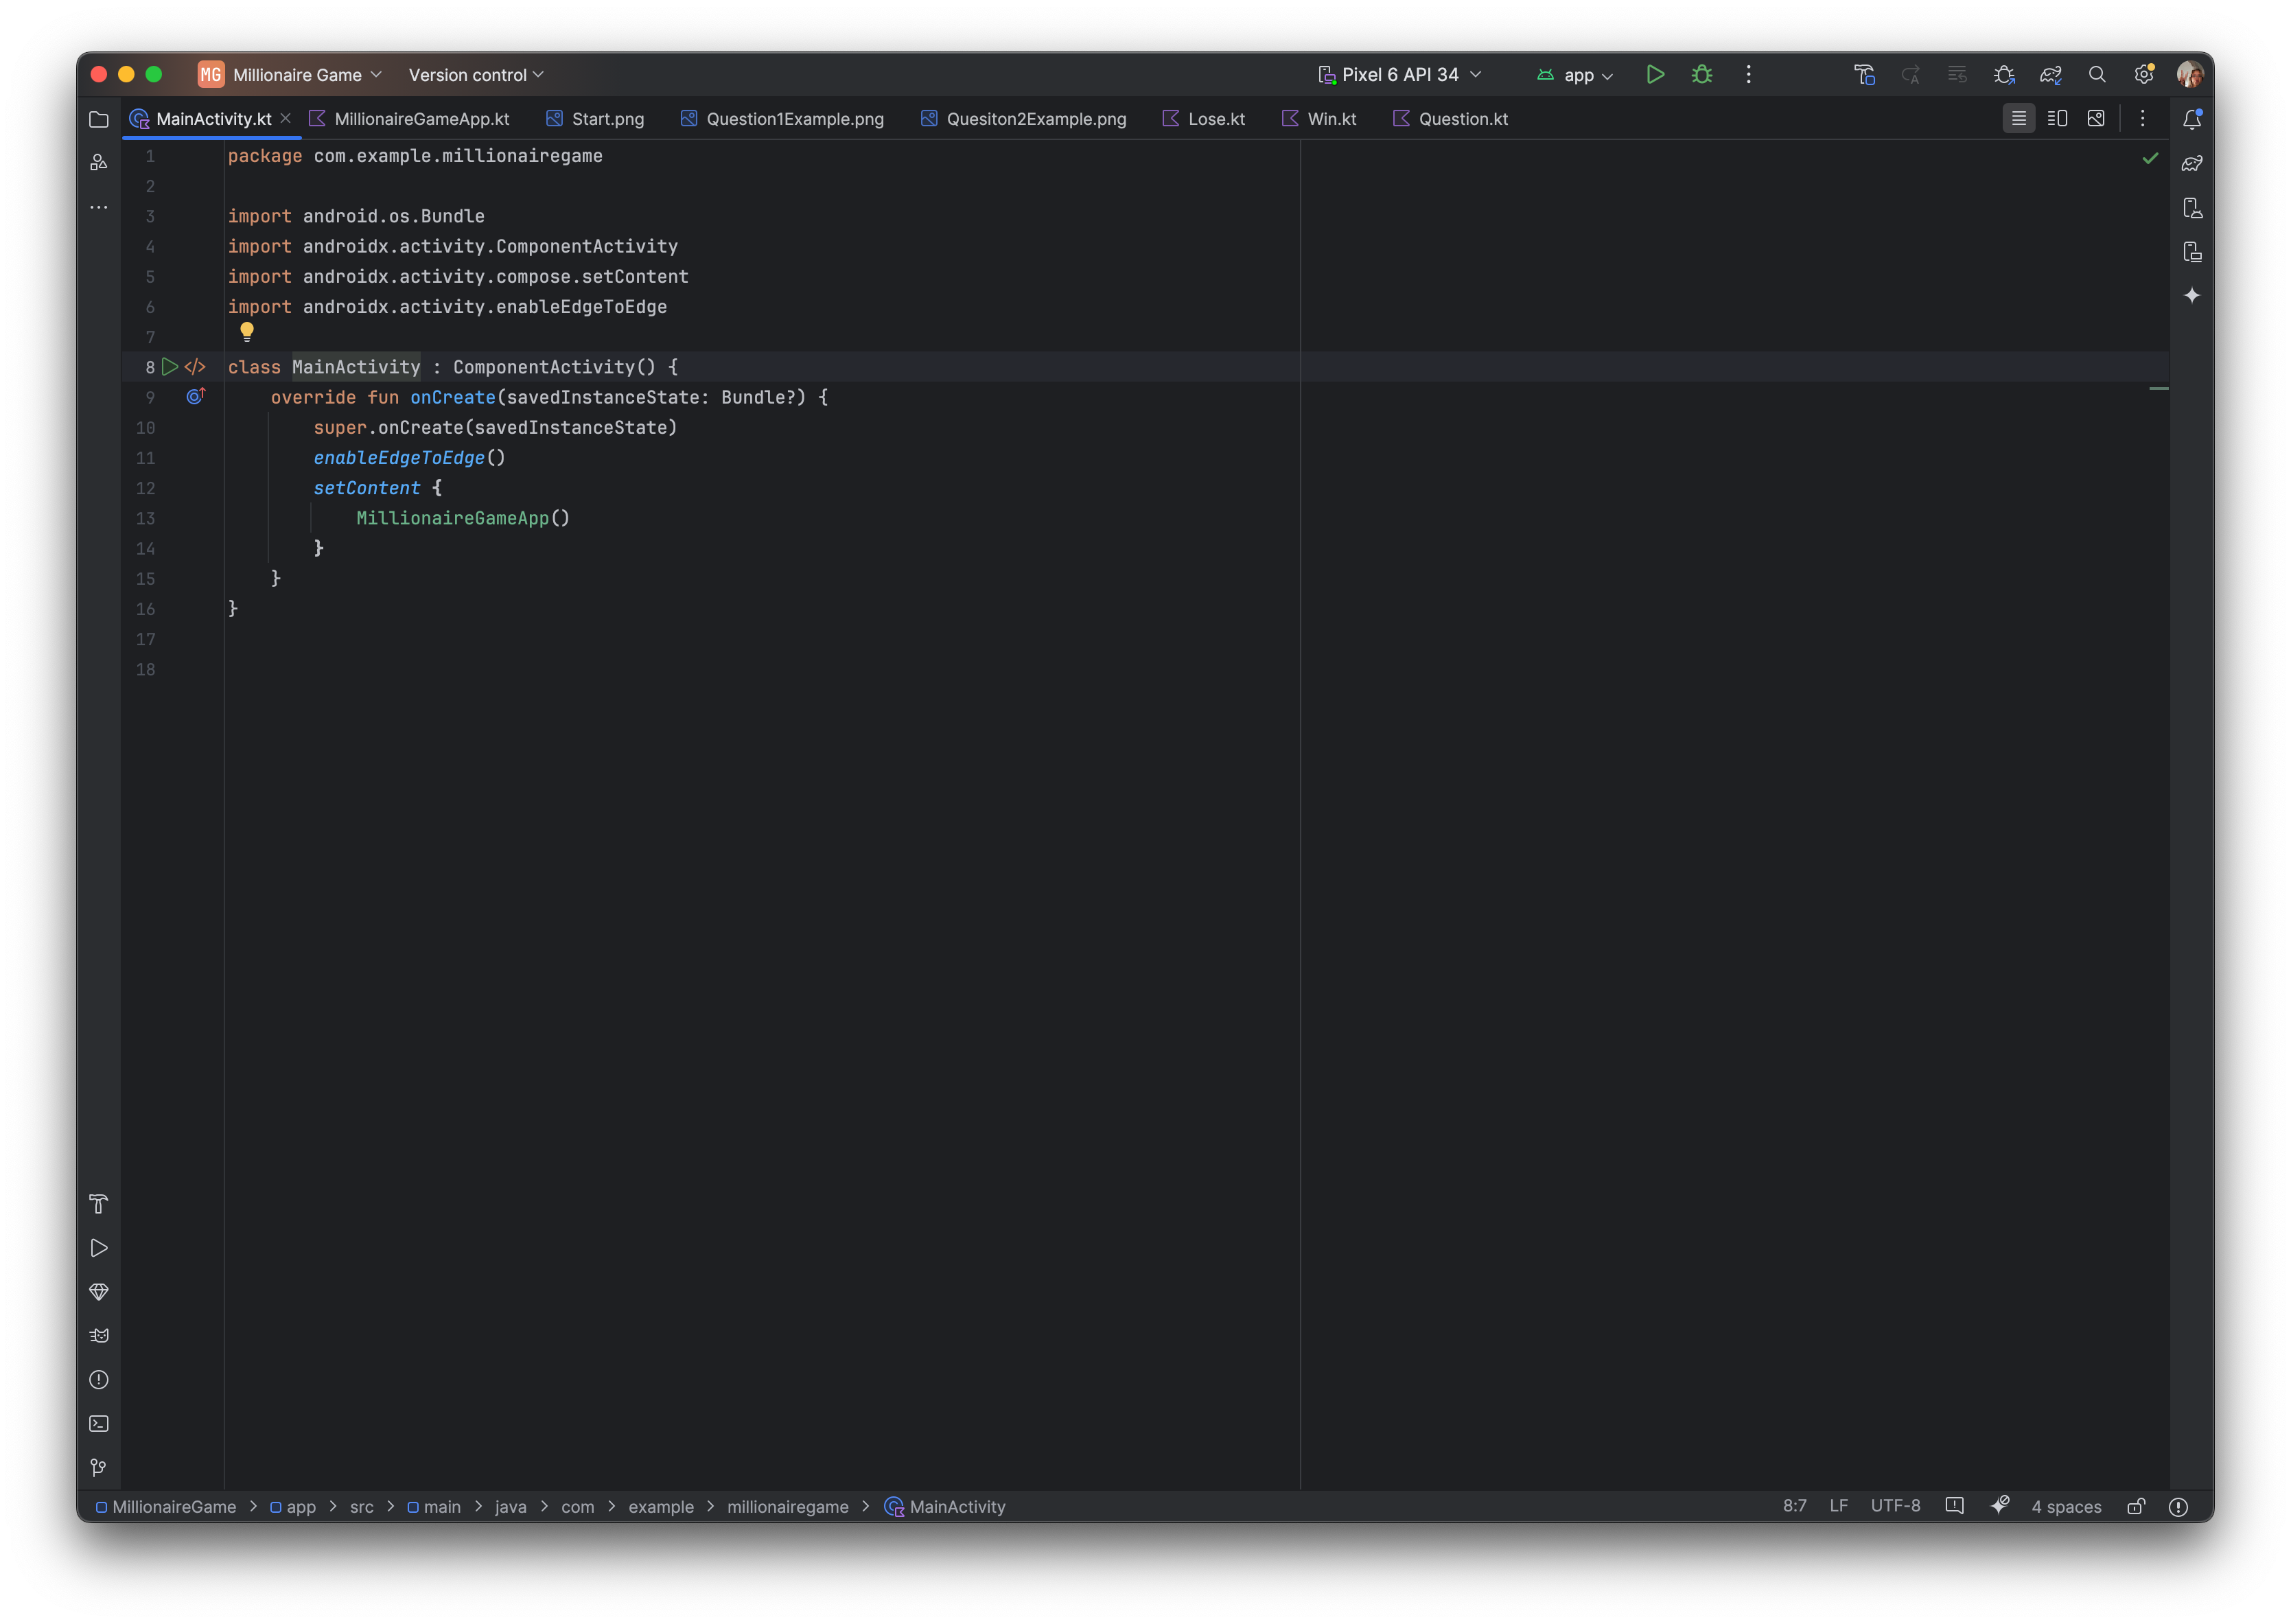 MG Millionaire Game Version control Pixel 6 API 34 app
MainActivity.kt MillionaireGameApp.kt Start.png Question1Example.png Quesiton2Example.png Lose.kt Win.kt Question.kt
1 package com.example.millionairegame
2
3 import android.os.Bundle
4 import androidx.activity.ComponentActivity
5 import androidx.activity.compose.setContent
6 import androidx.activity.enableEdgeToEdge
7
8 class MainActivity : ComponentActivity() {
9 override fun onCreate(savedInstanceState: Bundle?) {
10 super.onCreate(savedInstanceState)
11 enableEdgeToEdge()
12 setContent {
13 MillionaireGameApp()
14 }
15 }
16 }
17
18
MillionaireGame > app > src > main > java > com > example > millionairegame > MainActivity 8:7 LF UTF-8 4 spaces